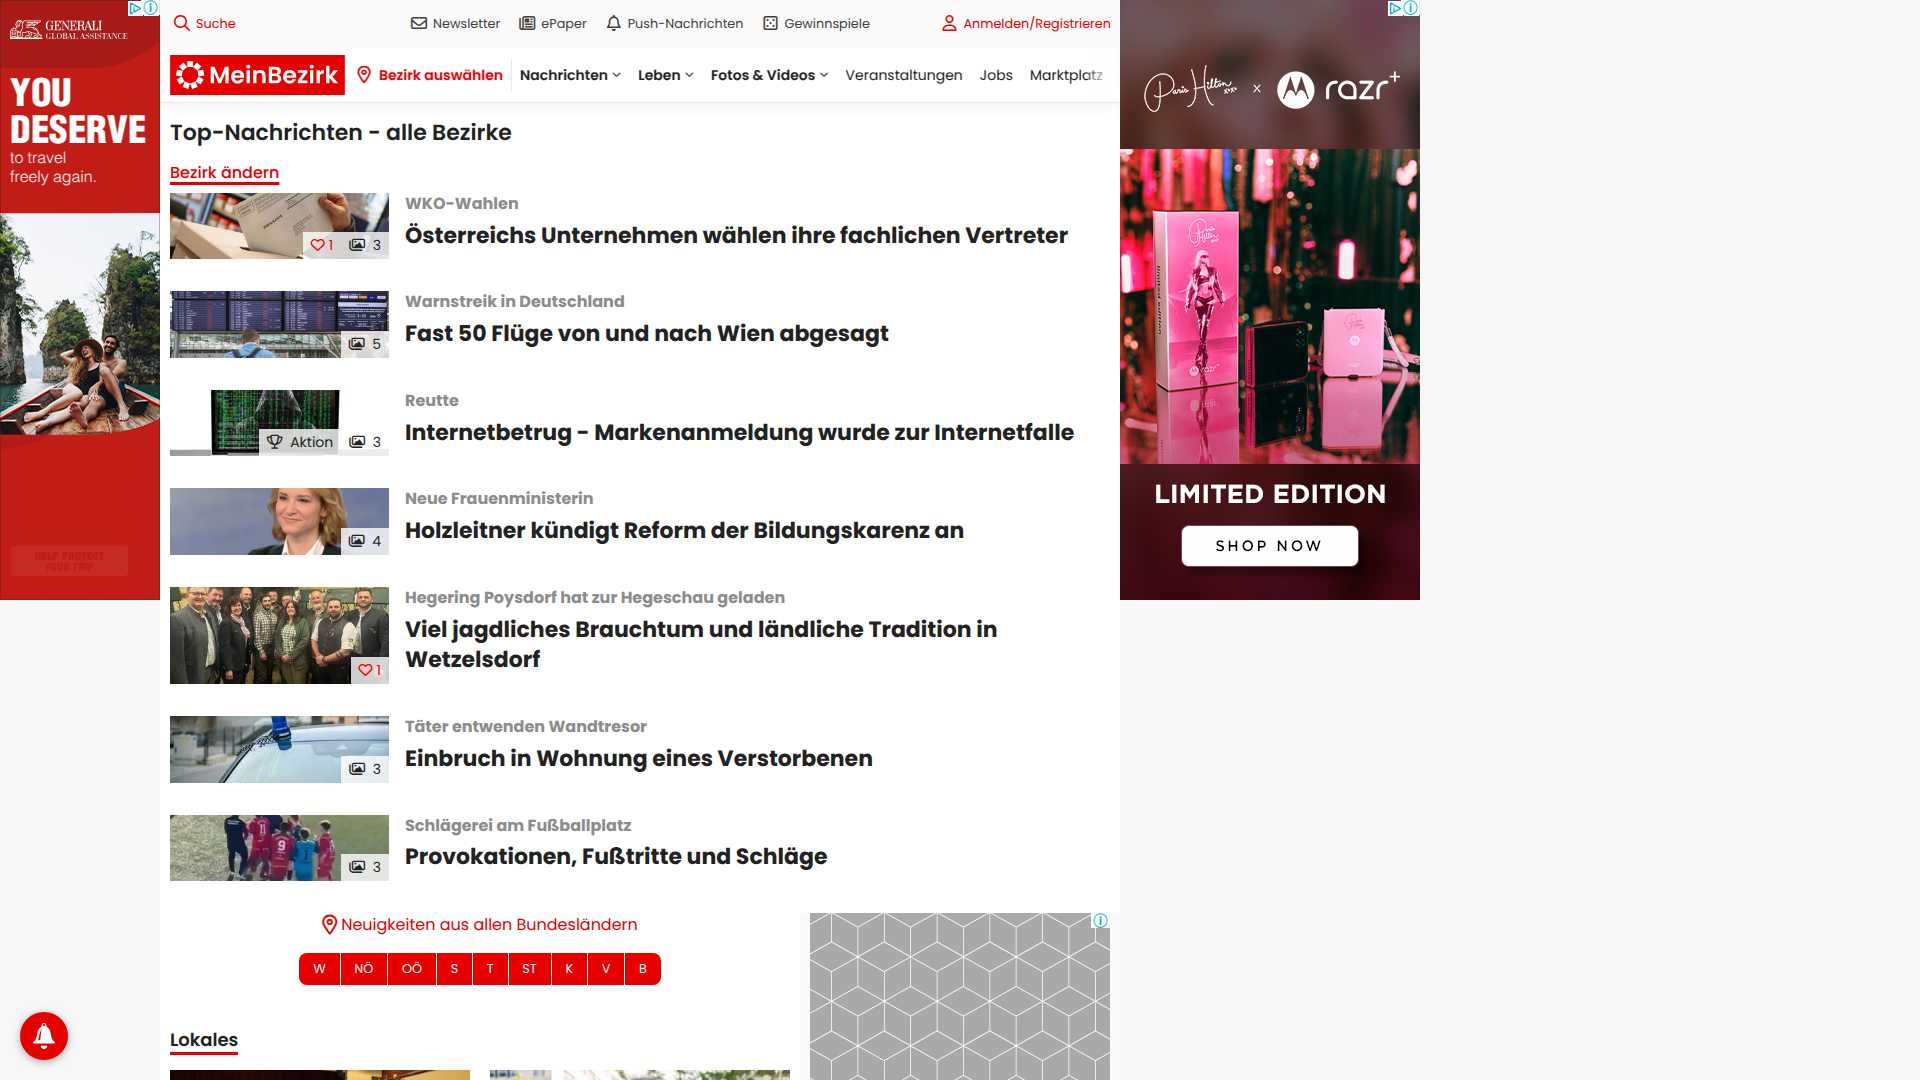 GENERALI
GLOBAL ASSISTANCE
YOU
DESERVE
to travel
freely again.
HELP PROTECT
YOUR TRIP
Suche
Newsletter
ePaper
Push-Nachrichten
Gewinnspiele
Anmelden/Registrieren
MeinBezirk
Bezirk auswählen
Nachrichten
Leben
Fotos & Videos
Veranstaltungen
Jobs
Marktplatz
Top-Nachrichten - alle Bezirke
Bezirk ändern
1
3
WKO-Wahlen
Österreichs Unternehmen wählen ihre fachlichen Vertreter
5
Warnstreik in Deutschland
Fast 50 Flüge von und nach Wien abgesagt
Aktion
3
Reutte
Internetbetrug - Markenanmeldung wurde zur Internetfalle
4
Neue Frauenministerin
Holzleitner kündigt Reform der Bildungskarenz an
1
Hegering Poysdorf hat zur Hegeschau geladen
Viel jagdliches Brauchtum und ländliche Tradition in
Wetzelsdorf
3
Täter entwenden Wandtresor
Einbruch in Wohnung eines Verstorbenen
3
Schlägerei am Fußballplatz
Provokationen, Fußtritte und Schläge
Neuigkeiten aus allen Bundesländern
W NÖ OÖ S T ST K V B
Lokales
Paris Hilton xoxo x razr+
LIMITED EDITION
SHOP NOW